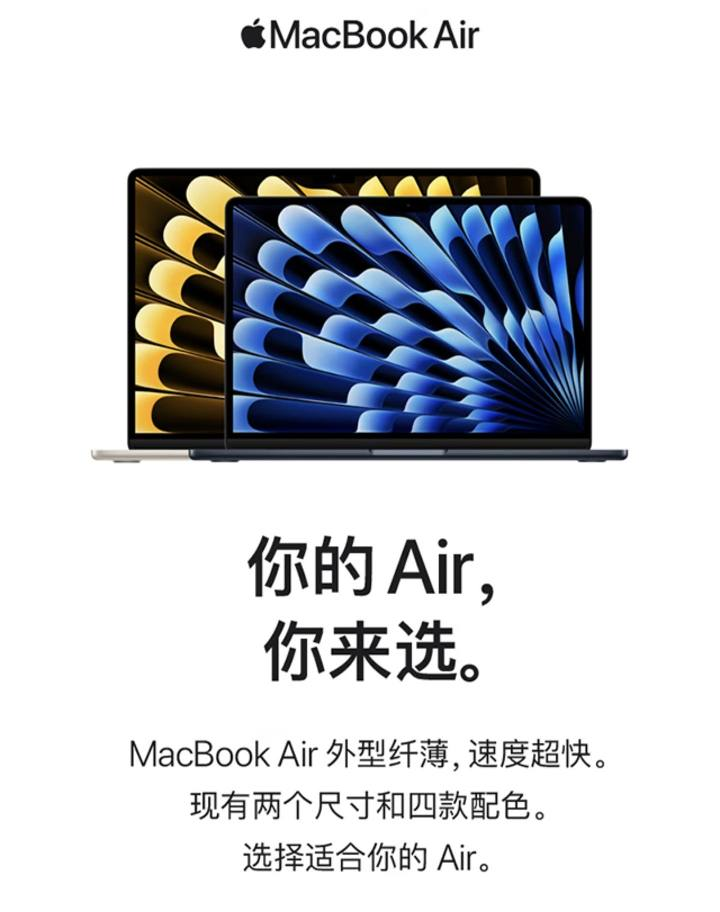 MacBook Air
你的 Air，
你来选。
MacBook Air 外型纤薄，速度超快。
现有两个尺寸和四款配色。
选择适合你的 Air。